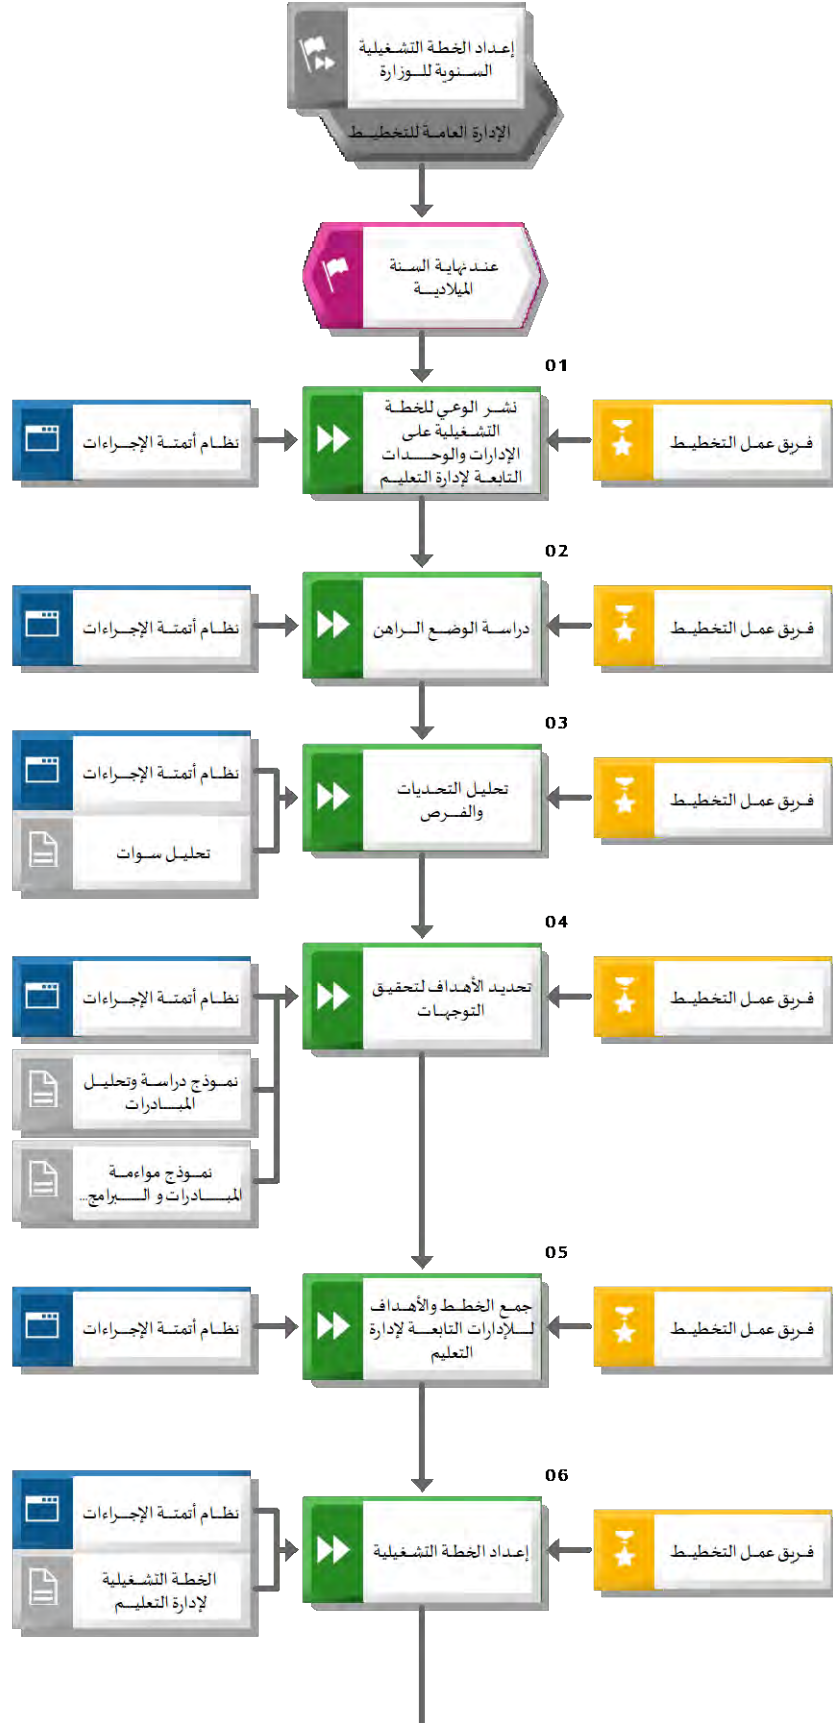 إعداد الخطة التشغيلية
السنوية للوزارة
الإدارة العامة للتخطيط
عند نهاية السنة
الميلادية
01
فريق عمل التخطيط
نشر الوعي للخطة
التشغيلية على
الإدارات والوحدات
التابعة لإدارة التعليم
نظام أتمتة الإجراءات
02
فريق عمل التخطيط
دراسة الوضع الراهن
نظام أتمتة الإجراءات
03
فريق عمل التخطيط
تحليل التحديات
والفرص
نظام أتمتة الإجراءات
تحليل سوات
04
فريق عمل التخطيط
تحديد الأهداف لتحقيق
التوجهات
نظام أتمتة الإجراءات
نموذج دراسة وتحليل
المبادرات
نموذج مواءمة
المبادرات و البرامج...
05
فريق عمل التخطيط
جمع الخطط والأهداف
للإدارات التابعة لإدارة
التعليم
نظام أتمتة الإجراءات
06
فريق عمل التخطيط
إعداد الخطة التشغيلية
نظام أتمتة الإجراءات
الخطة التشغيلية
لإدارة التعليم